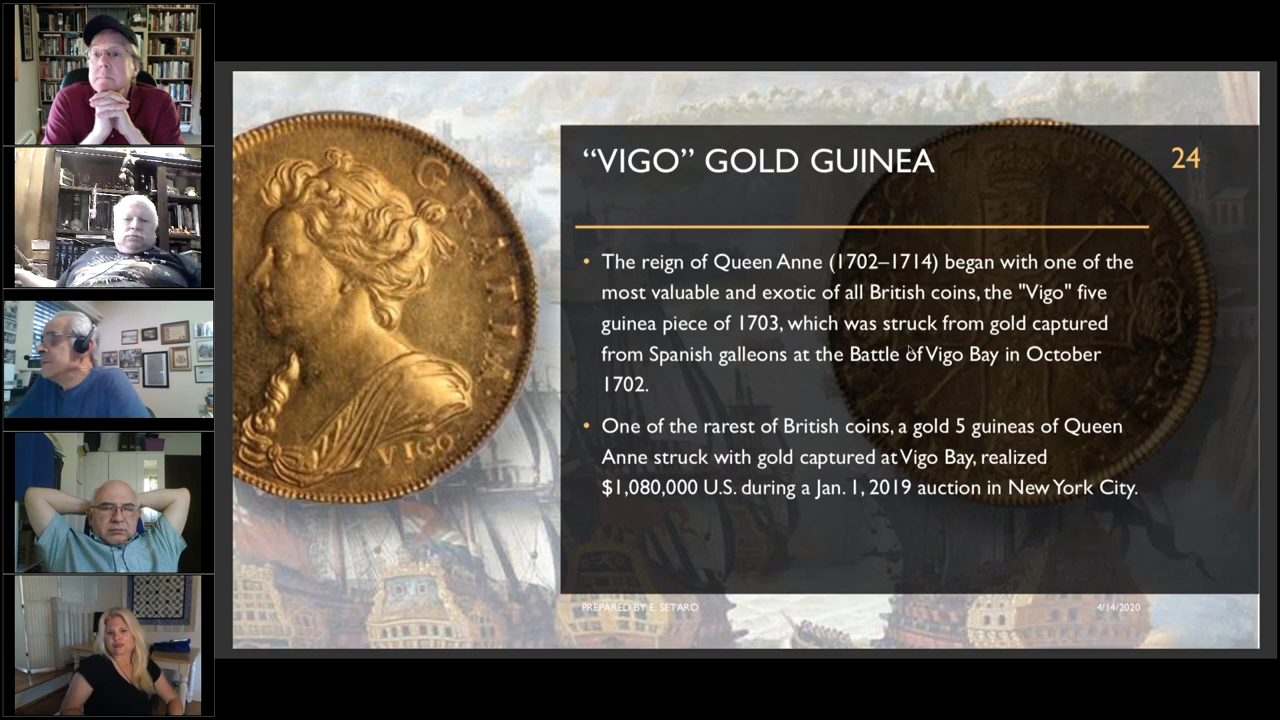 “VIGO” GOLD GUINEA
24
• The reign of Queen Anne (1702–1714) began with one of the
most valuable and exotic of all British coins, the "Vigo" five
guinea piece of 1703, which was struck from gold captured
from Spanish galleons at the Battle of Vigo Bay in October
1702.
• One of the rarest of British coins, a gold 5 guineas of Queen
Anne struck with gold captured at Vigo Bay, realized
$1,080,000 U.S. during a Jan. 1, 2019 auction in New York City.
PREPARED BY E. SETARO
4/14/2020
GRATIA
VIGO